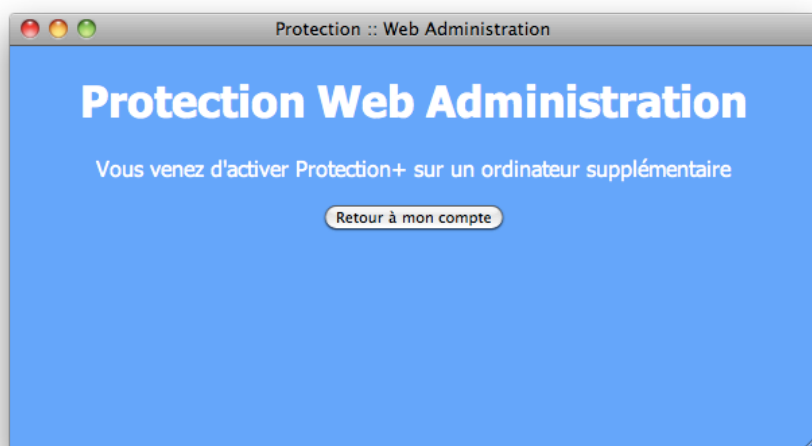 Protection :: Web Administration
Protection Web Administration
Vous venez d'activer Protection+ sur un ordinateur supplémentaire
Retour à mon compte